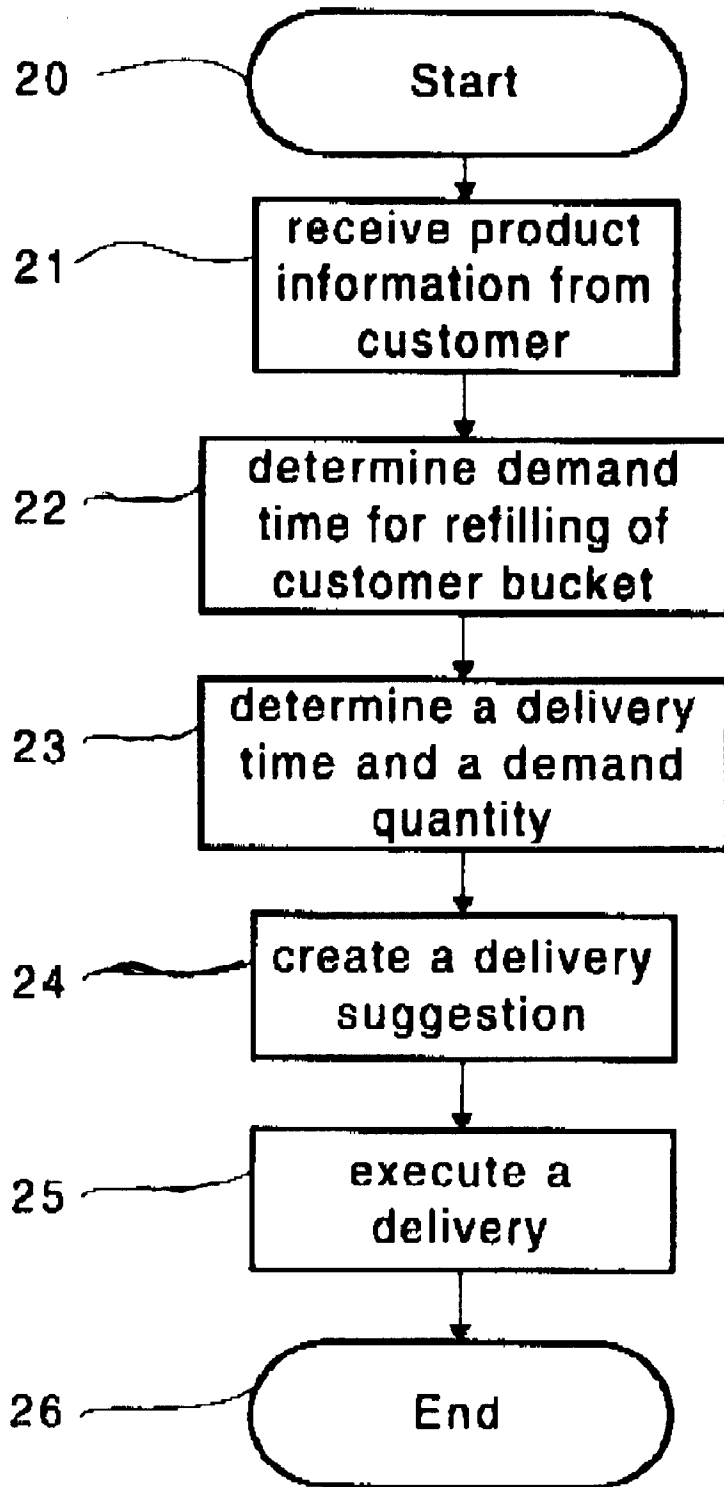 20
Start
21
receive product
information from
customer
22
determine demand
time for refilling of
customer bucket
23
determine a delivery
time and a demand
quantity
24
create a delivery
suggestion
25
execute a
delivery
26
End